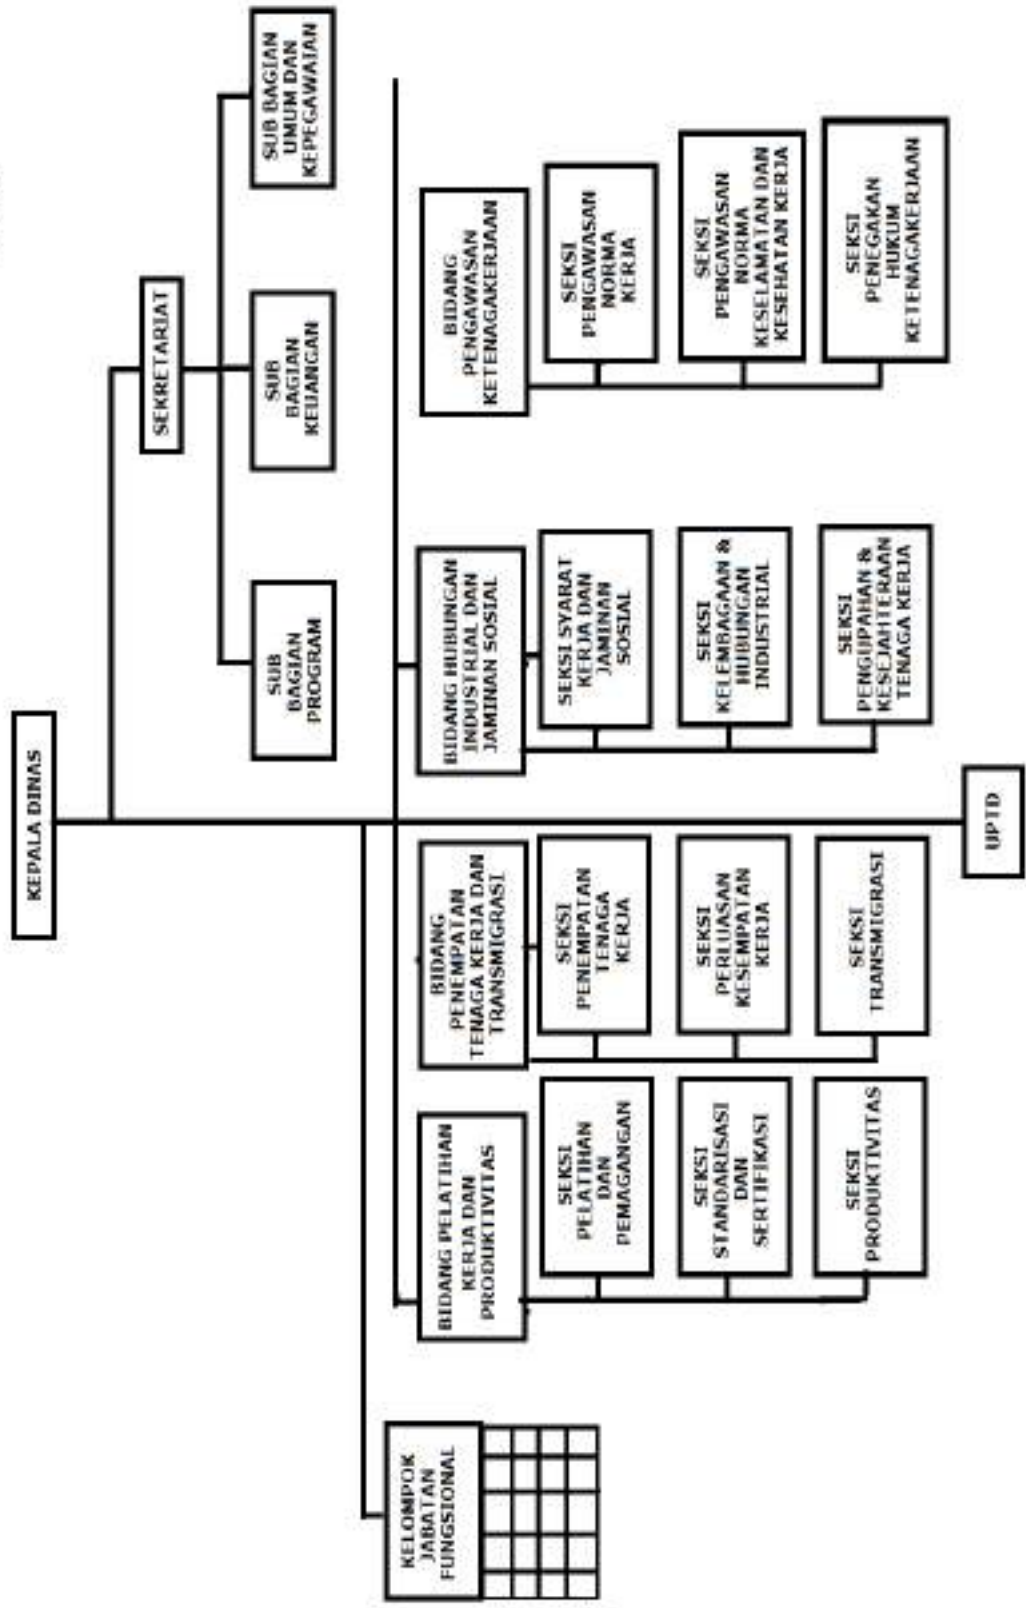 KEPALA DINAS
SEKRETARIAT
SUB
BAGIAN
PROGRAM
SUB
BAGIAN
KEUANGAN
SUB BAGIAN
UMUM DAN
KEPEGAWAIAN
KELOMPOK
JABATAN
FUNGSIONAL
BIDANG PELATIHAN
KERJA DAN
PRODUKTIVITAS
SEKSI
PELATIHAN
DAN
PEMAGANGAN
SEKSI
STANDARISASI
DAN
SERTIFIKASI
SEKSI
PRODUKTIVITAS
BIDANG
PENEMPATAN
TENAGA KERJA DAN
TRANSMIGRASI
SEKSI
PENEMPATAN
TENAGA
KERJA
SEKSI
PERLUASAN
KESEMPATAN
KERJA
SEKSI
TRANSMIGRASI
BIDANG HUBUNGAN
INDUSTRIAL DAN
JAMINAN SOSIAL
SEKSI SYARAT
KERJA DAN
JAMINAN
SOSIAL
SEKSI
KELEMBAGAAN &
HUBUNGAN
INDUSTRIAL
SEKSI
PENGUPAHAN &
KESEJAHTERAAN
TENAGA KERJA
BIDANG
PENGAWASAN
KETENAGAKERJAAN
SEKSI
PENGAWASAN
NORMA
KERJA
SEKSI
PENGAWASAN
NORMA
KESELAMATAN DAN
KESEHATAN KERJA
SEKSI
PENEGAKAN
HUKUM
KETENAGAKERJAAN
UPTD